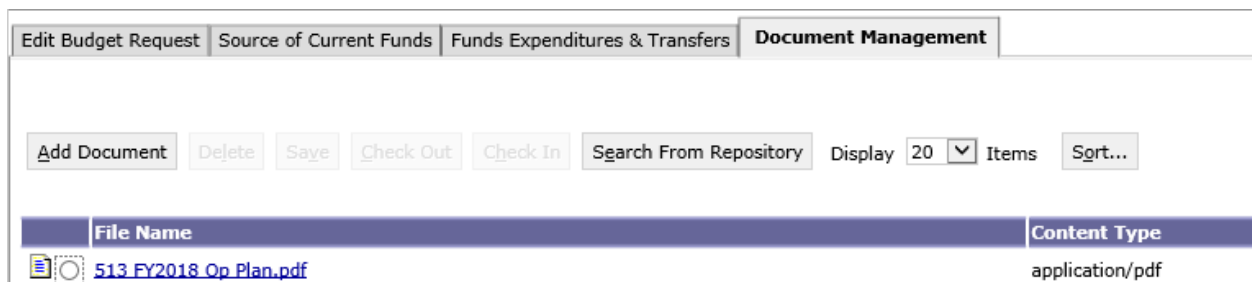 Edit Budget Request Source of Current Funds Funds Expenditures & Transfers Document Management
Add Document Delete Save Check Out Check In Search From Repository Display 20 Items Sort...
File Name Content Type
513 FY2018 Op Plan.pdf application/pdf